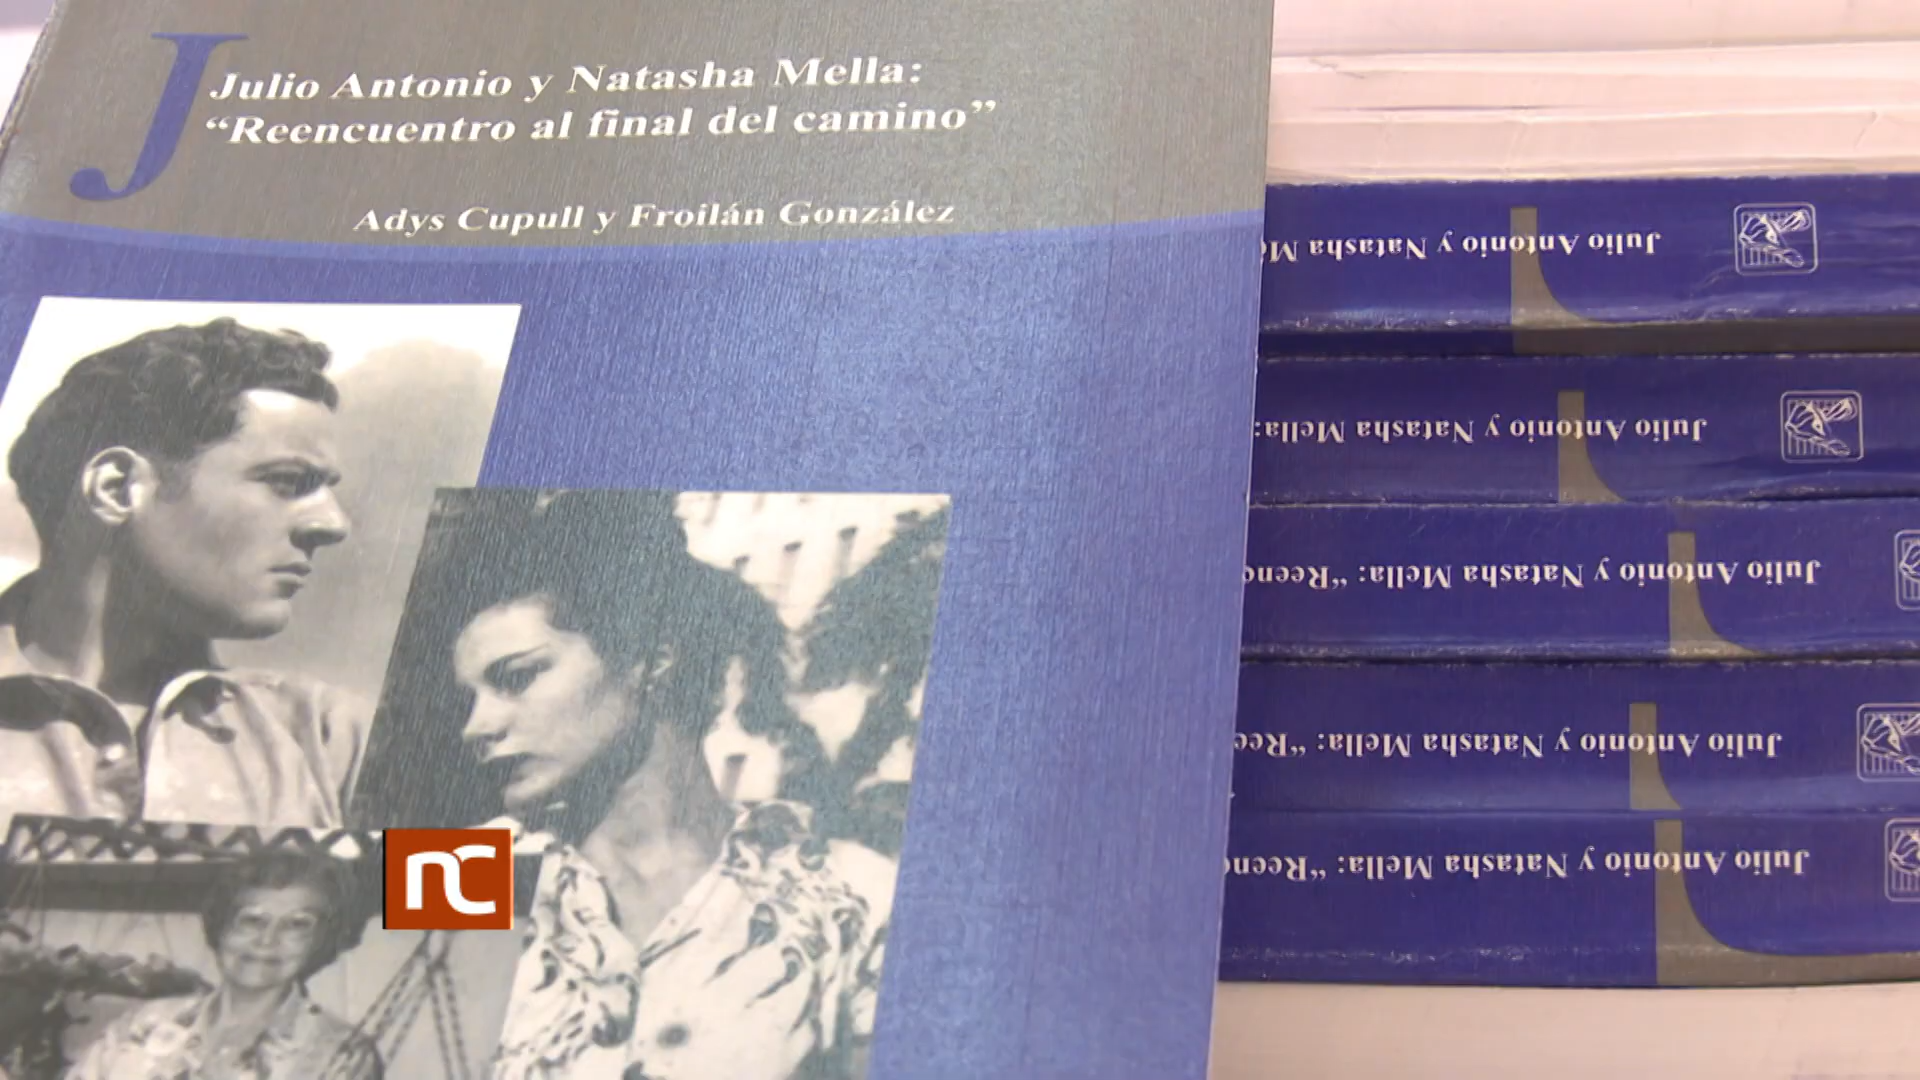 Julio Antonio y Natasha Mella:
“Reencuentro al final del camino”
Adys Cupull y Froilán González
Julio Antonio y Natasha M
Julio Antonio y Natasha Mella:
Julio Antonio y Natasha Mella: “Reen
Julio Antonio y Natasha Mella: “Ree
Julio Antonio y Natasha Mella: “Reen
nc